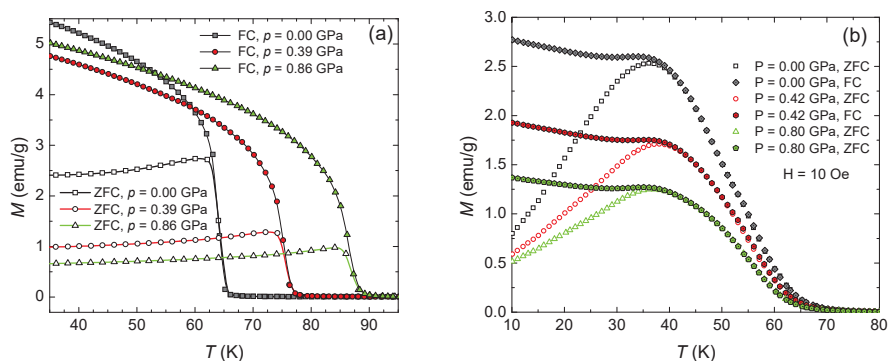 (a)
FC, p = 0.00 GPa
FC, p = 0.39 GPa
FC, p = 0.86 GPa
ZFC, p = 0.00 GPa
ZFC, p = 0.39 GPa
ZFC, p = 0.86 GPa
M (emu/g)
5
4
3
2
1
0
40 50 60 70 80 90
T (K)
(b)
P = 0.00 GPa, ZFC
P = 0.00 GPa, FC
P = 0.42 GPa, ZFC
P = 0.42 GPa, FC
P = 0.80 GPa, ZFC
P = 0.80 GPa, ZFC
H = 10 Oe
M (emu/g)
3.0
2.5
2.0
1.5
1.0
0.5
0.0
10 20 30 40 50 60 70 80
T (K)